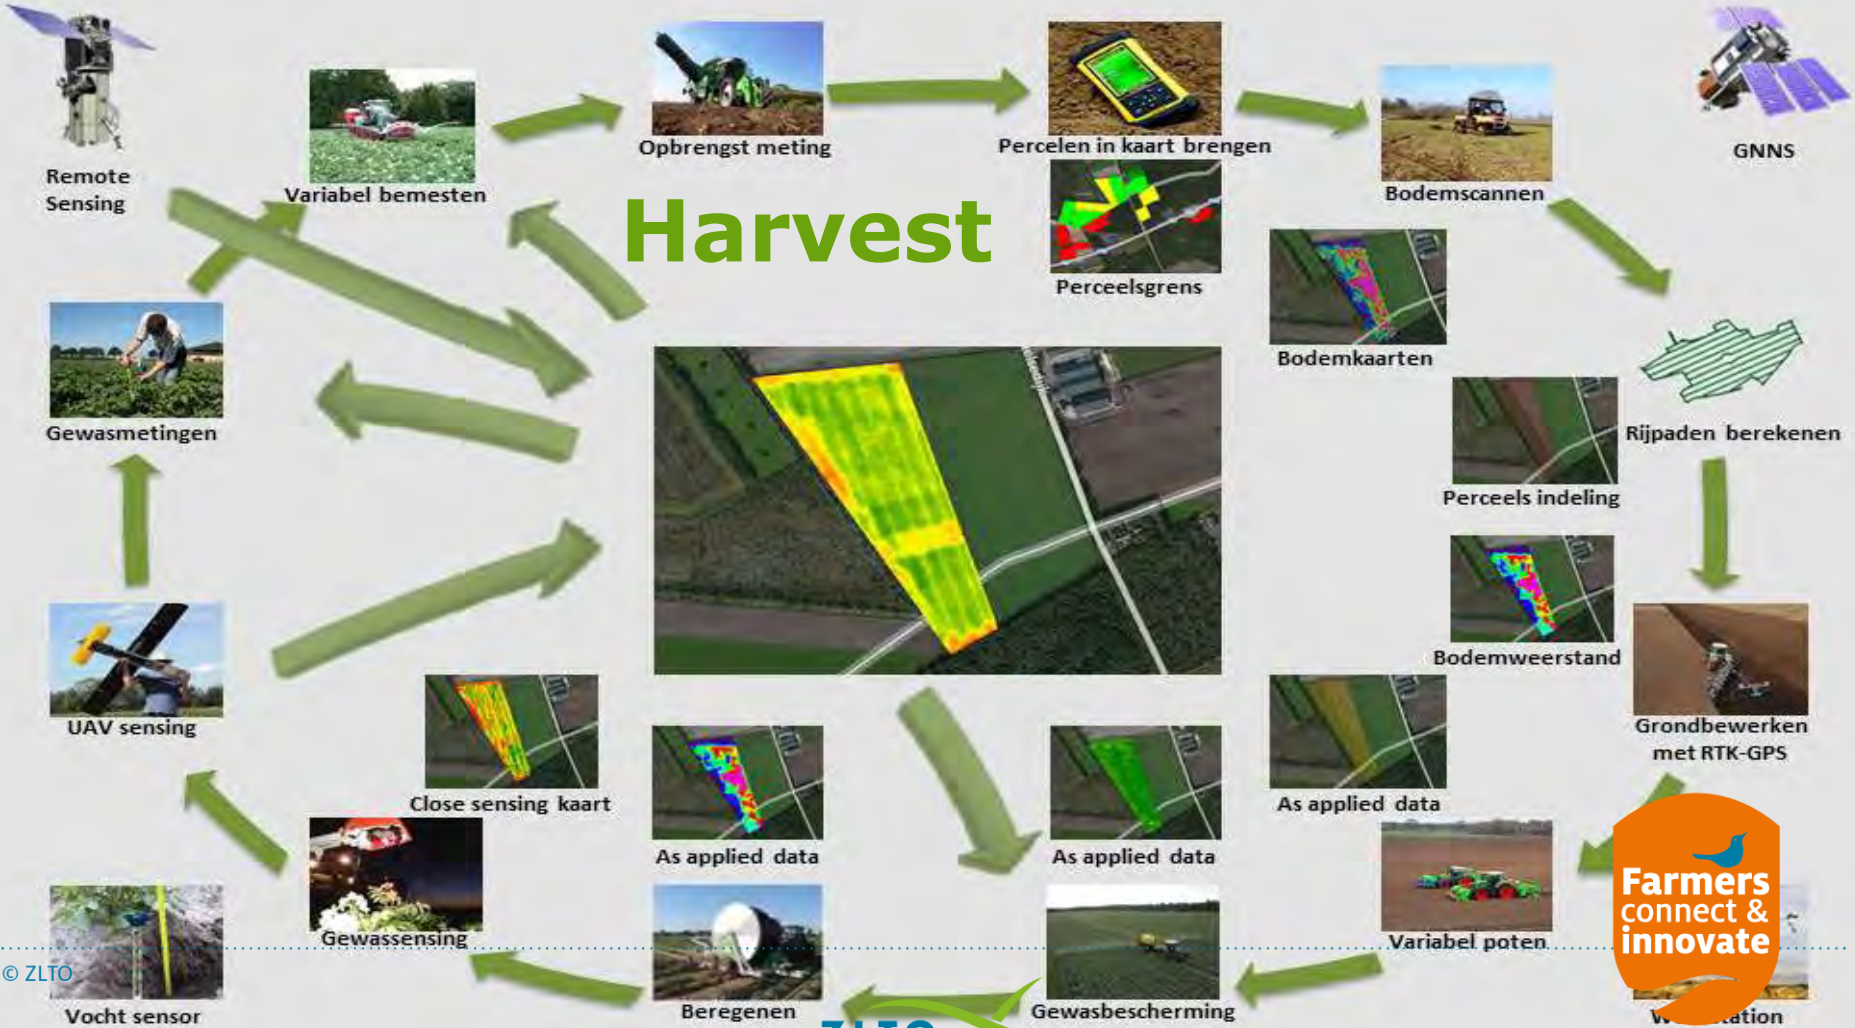 Remote
Sensing
Variabel bemesten
Opbrengst meting
Percelen in kaart brengen
Bodemscannen
GNNS
Harvest
Perceelsgrens
Bodemkaarten
Gewasmetingen
Rijpaden berekenen
Perceels indeling
Bodemweerstand
UAV sensing
Grondbewerken
met RTK-GPS
Close sensing kaart
As applied data
As applied data
As applied data
Farmers
connect &
innovate
Gewassensing
Variabel poten
© ZLTO
Vocht sensor
Beregenen
ZLTO
Gewasbescherming